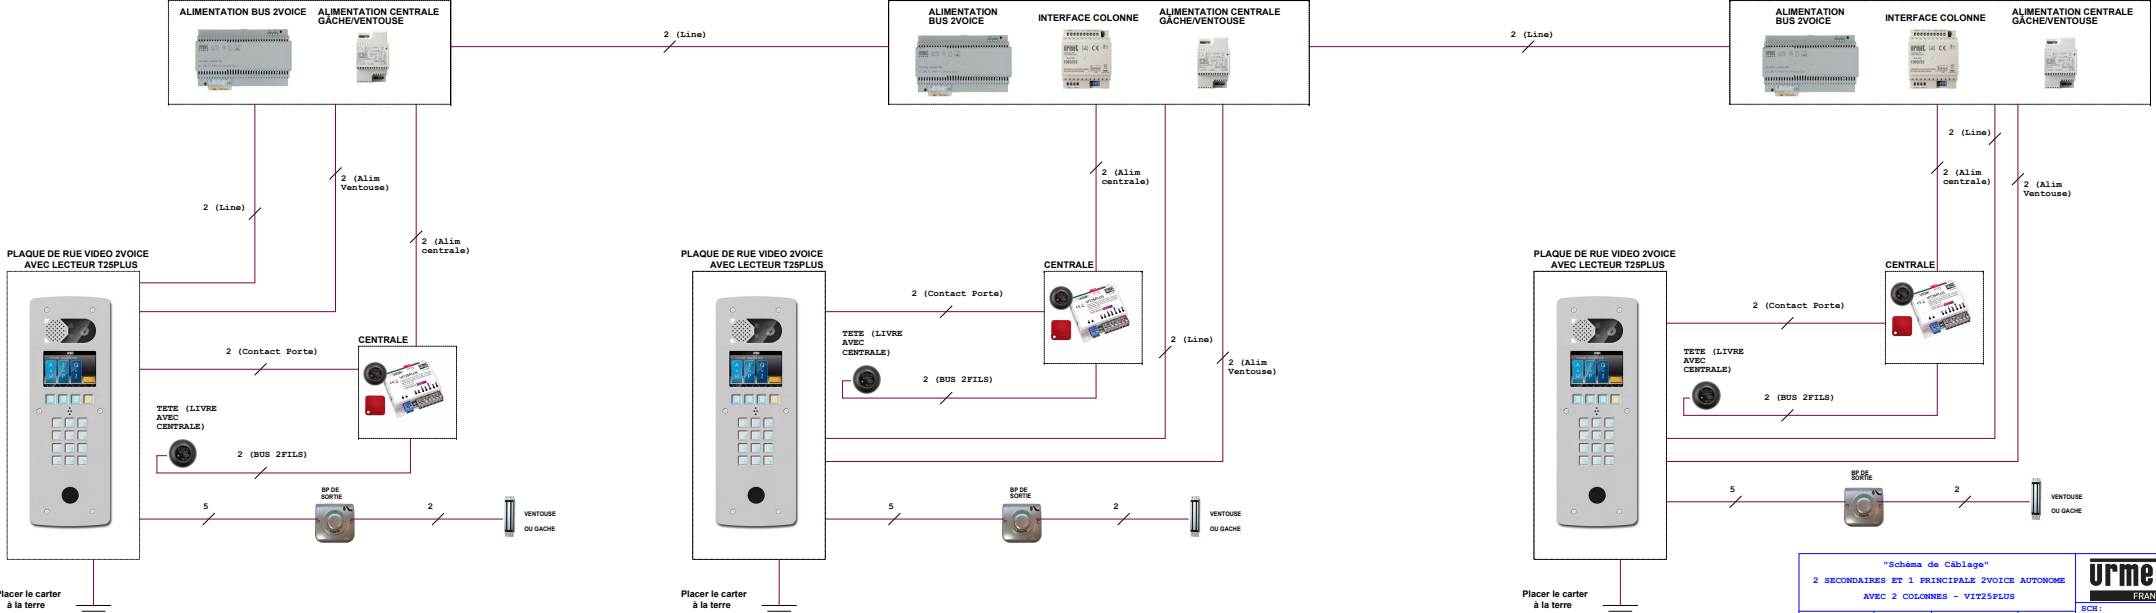 ALIMENTATION BUS 2VOICE
ALIMENTATION CENTRALE
GÂCHE/VENTOUSE
2 (Line)
ALIMENTATION
BUS 2VOICE
INTERFACE COLONNE
ALIMENTATION CENTRALE
GÂCHE/VENTOUSE
2 (Line)
ALIMENTATION
BUS 2VOICE
INTERFACE COLONNE
ALIMENTATION CENTRALE
GÂCHE/VENTOUSE
2 (Line)
2 (Alim
Ventouse)
2 (Alim
centrale)
PLAQUE DE RUE VIDEO 2VOICE
AVEC LECTEUR T25PLUS
CENTRALE
2 (Contact Porte)
TETE (LIVRE
AVEC
CENTRALE)
2 (BUS 2FILS)
5
BP DE
SORTIE
2
VENTOUSE
OU GACHE
Placer le carter
à la terre
2 (Alim
centrale)
PLAQUE DE RUE VIDEO 2VOICE
AVEC LECTEUR T25PLUS
CENTRALE
2 (Contact Porte)
TETE (LIVRE
AVEC
CENTRALE)
2 (Line)
2 (Alim
Ventouse)
2 (BUS 2FILS)
5
BP DE
SORTIE
2
VENTOUSE
OU GACHE
Placer le carter
à la terre
2 (Line)
2 (Alim
centrale)
2 (Alim
Ventouse)
PLAQUE DE RUE VIDEO 2VOICE
AVEC LECTEUR T25PLUS
CENTRALE
2 (Contact Porte)
TETE (LIVRE
AVEC
CENTRALE)
2 (BUS 2FILS)
5
BP DE
SORTIE
2
VENTOUSE
OU GACHE
Placer le carter
à la terre
"Schéma de Câblage"
2 SECONDAIRES ET 1 PRINCIPALE 2VOICE AUTONOME
AVEC 2 COLONNES - VIT25PLUS
urme
FRAN
SCH: